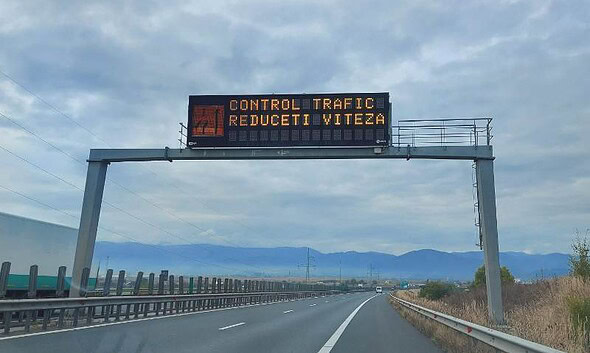 CONTROL TRAFIC
REDUCETI VITEZA